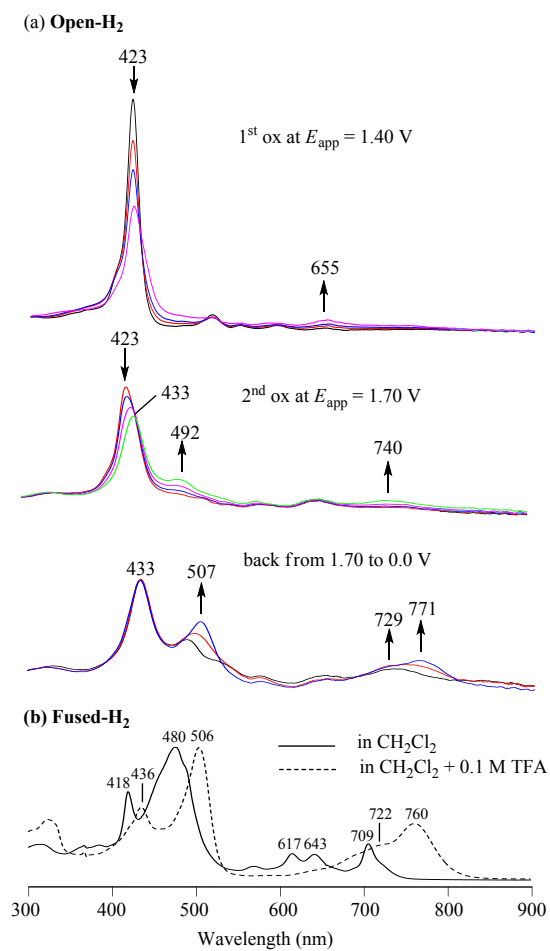 (a) Open-H2
423
1st ox at Eapp = 1.40 V
655
423
433
2nd ox at Eapp = 1.70 V
492
740
back from 1.70 to 0.0 V
433
507
729
771
(b) Fused-H2
in CH2Cl2
in CH2Cl2 + 0.1 M TFA
480 506
418 436
617 643
709 722 760
300 400 500 600 700 800 900
Wavelength (nm)